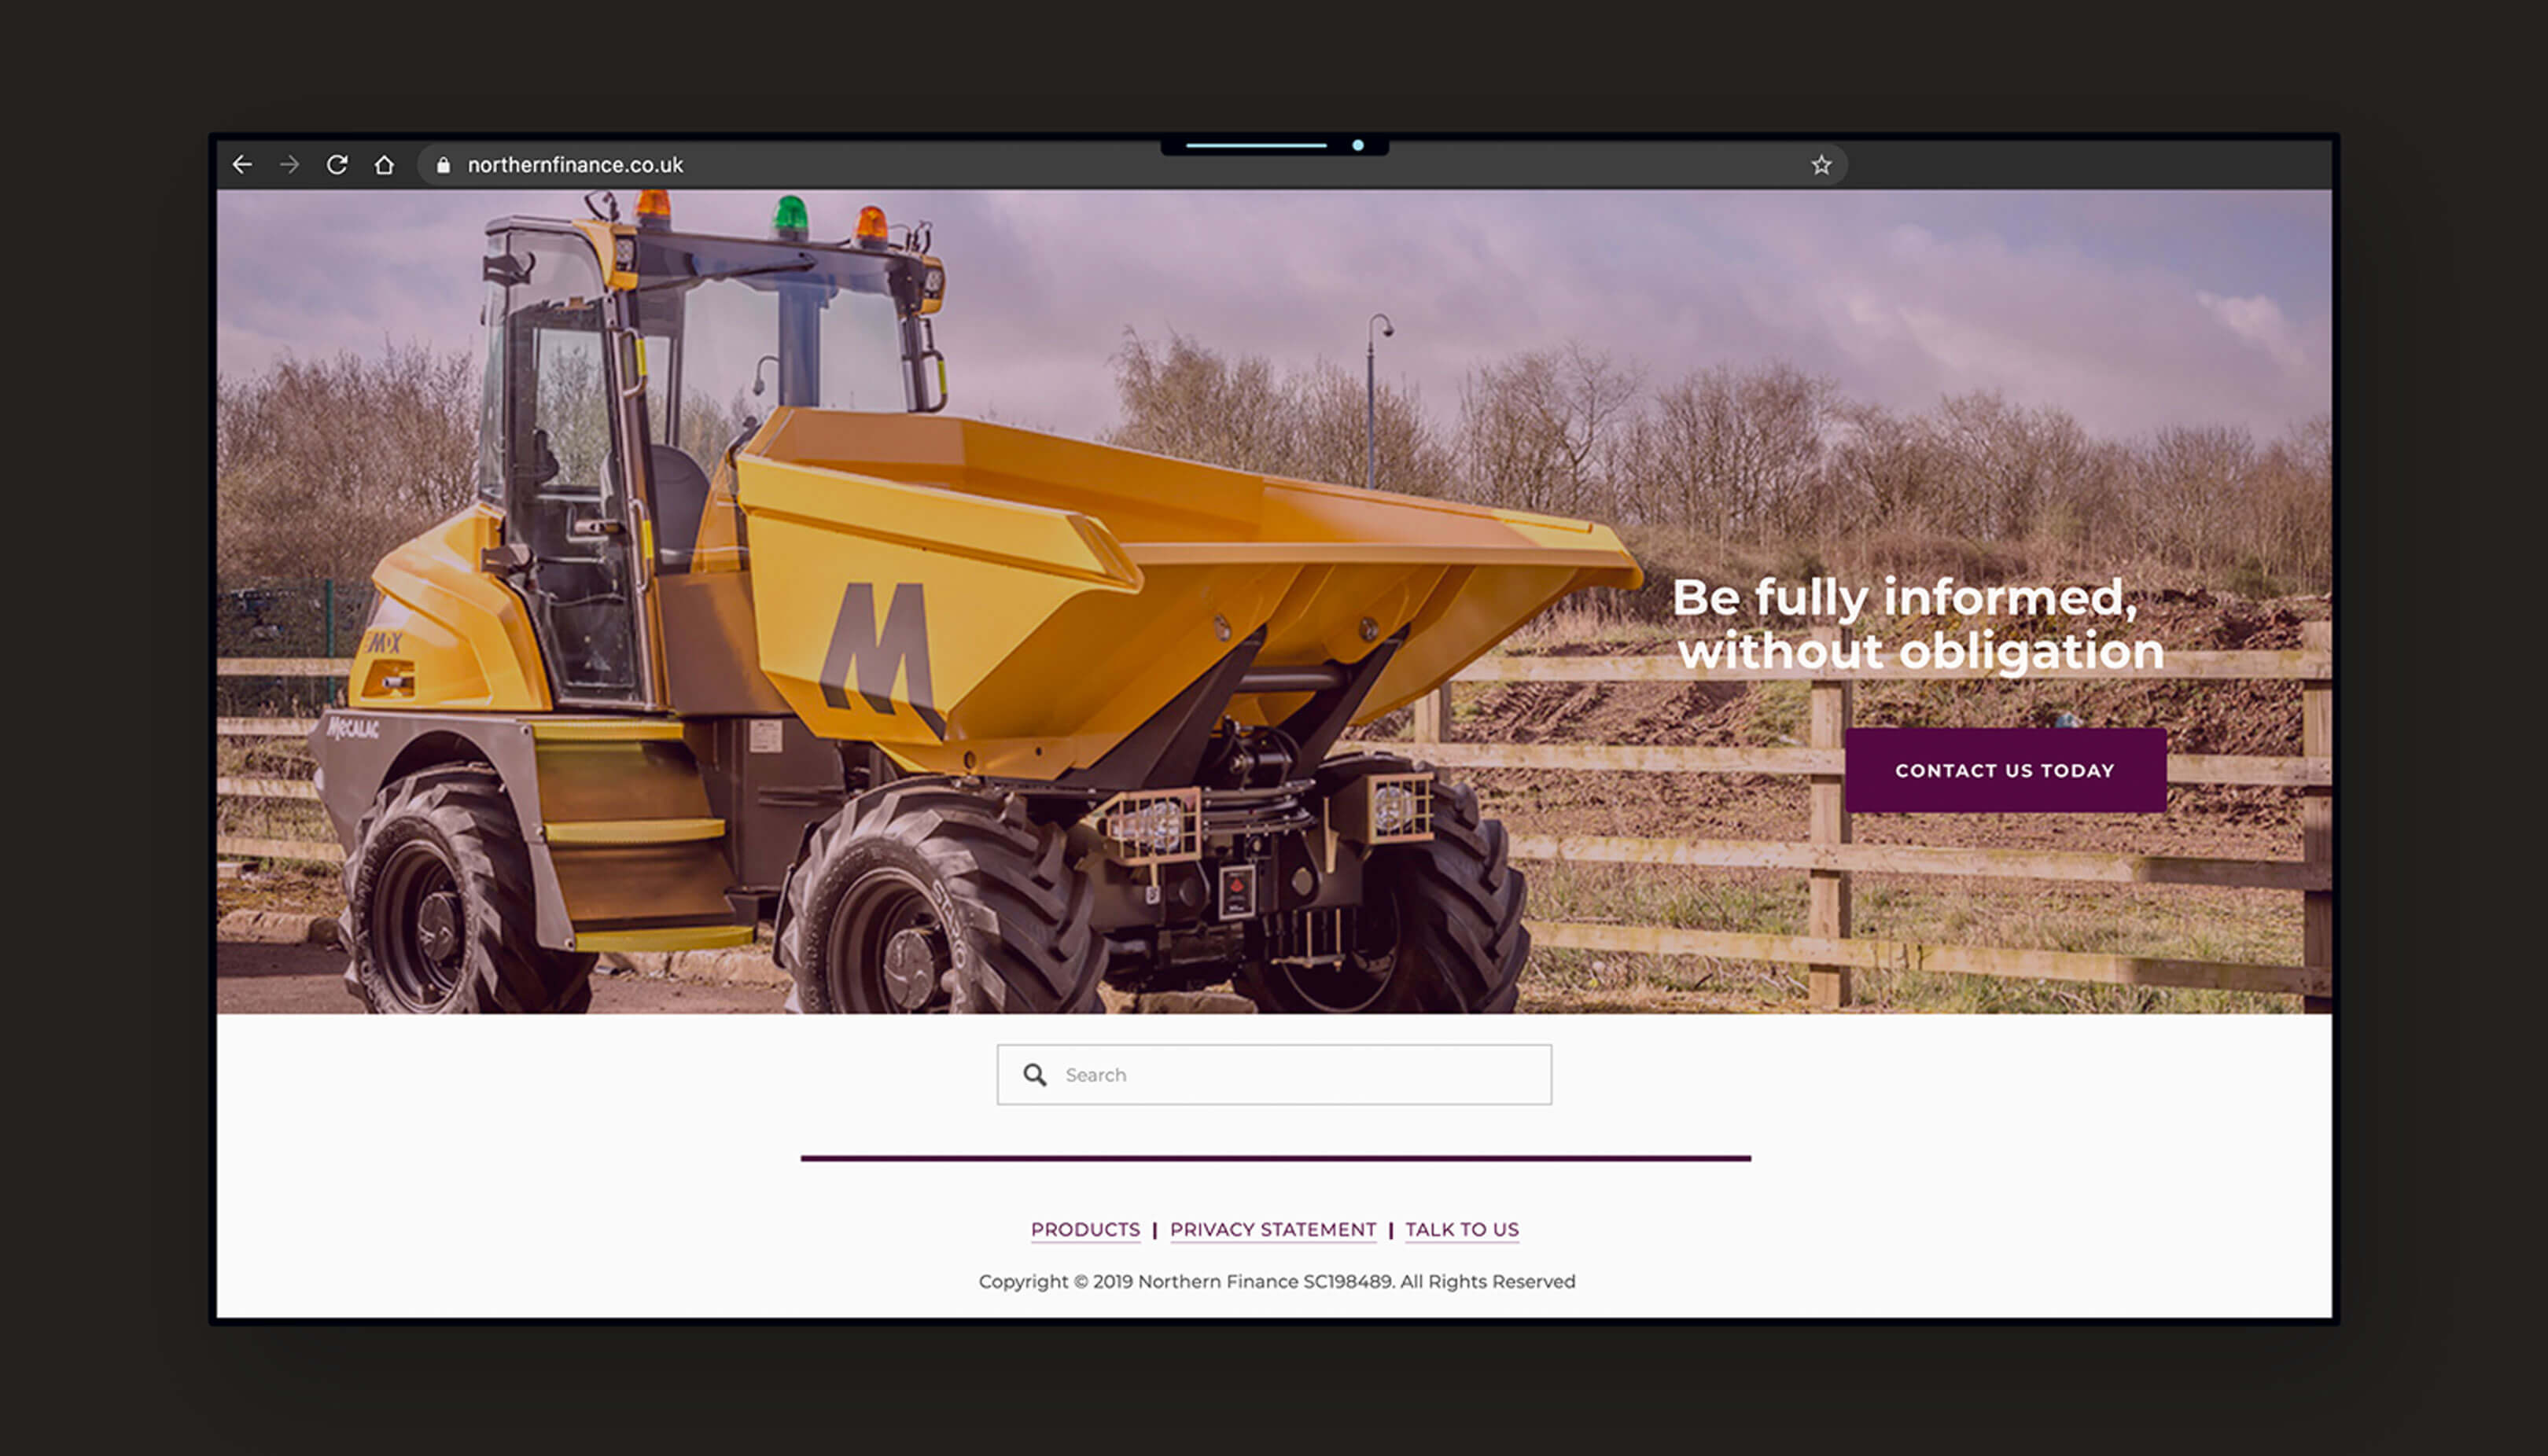 northernfinance.co.uk
Be fully informed,
without obligation
CONTACT US TODAY
M
MDX
MECALAC
Search
PRODUCTS | PRIVACY STATEMENT | TALK TO US
Copyright © 2019 Northern Finance SC198489. All Rights Reserved